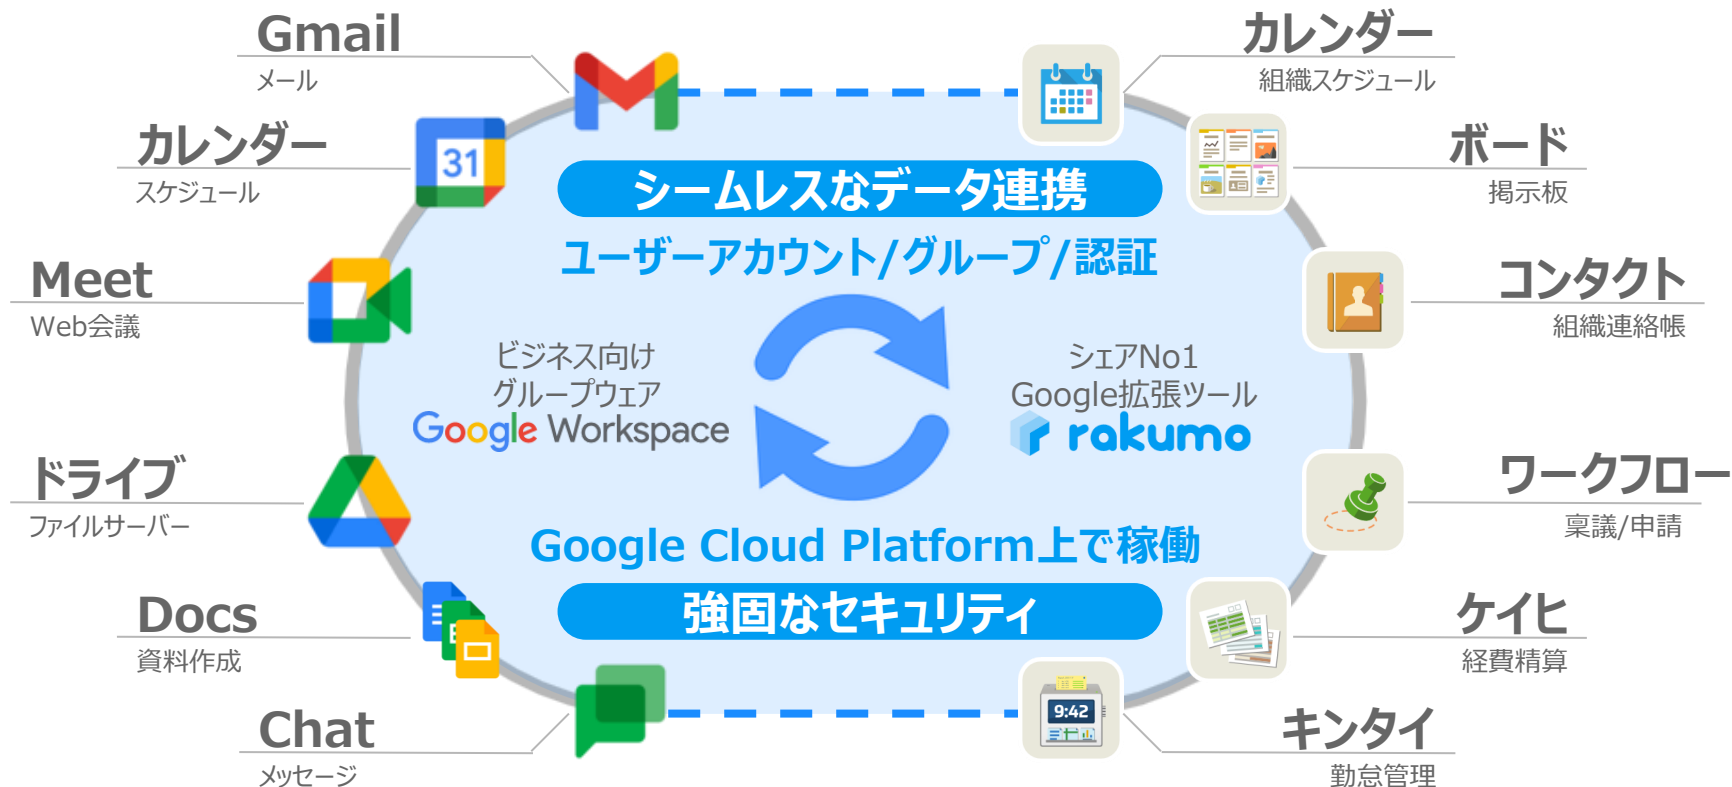 Gmail
メール
カレンダー
スケジュール
31
Meet
Web会議
ドライブ
ファイルサーバー
Docs
資料作成
Chat
メッセージ
シームレスなデータ連携
ユーザーアカウント/グループ/認証
ビジネス向け
グループウェア
Google Workspace
シェアNo1
Google拡張ツール
rakumo
Google Cloud Platform上で稼働
強固なセキュリティ
カレンダー
組織スケジュール
ボード
掲示板
コンタクト
組織連絡帳
ワークフロー
稟議/申請
ケイヒ
経費精算
9:42
キンタイ
勤怠管理